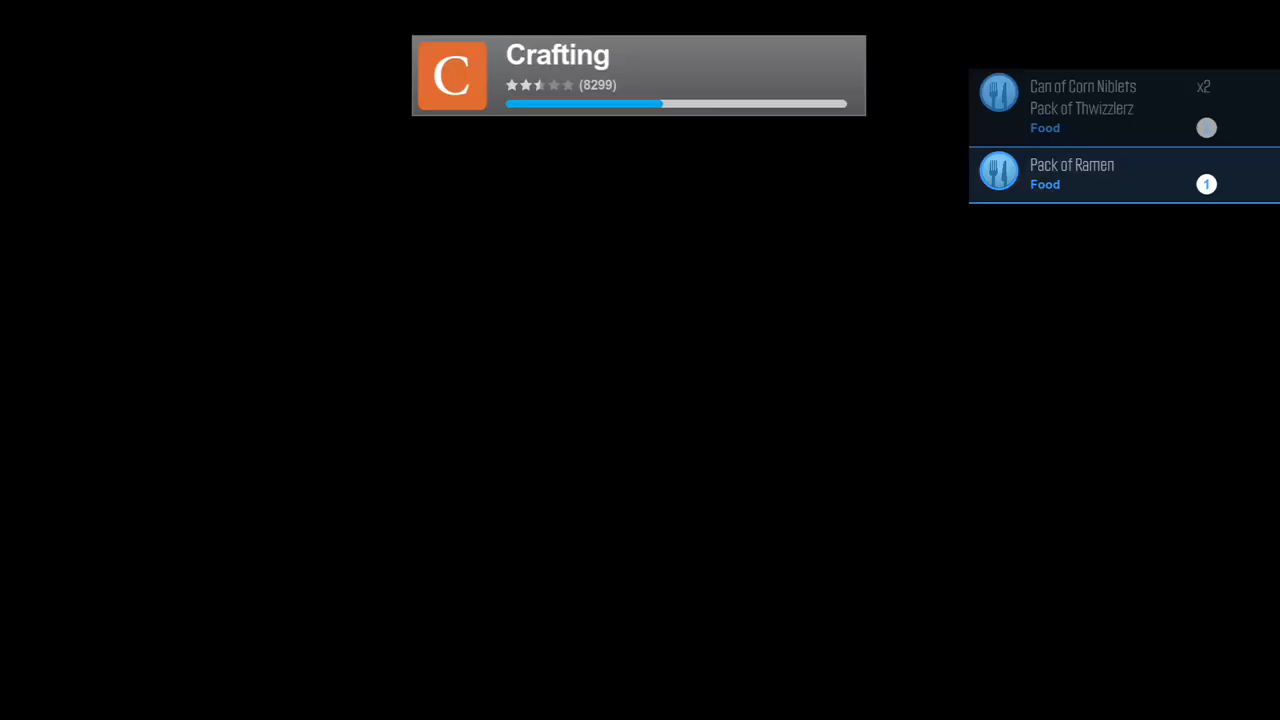 C
Crafting
(8299)
Can of Corn Niblets x2
Pack of Thwizzlerz
Food
Pack of Ramen
Food 1